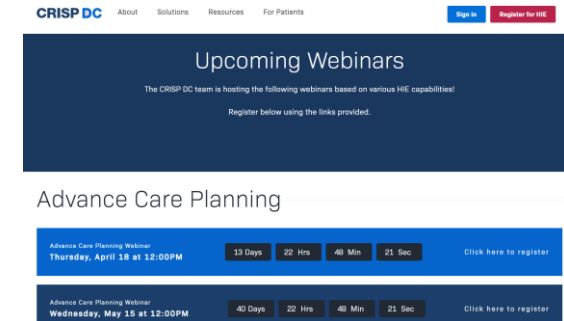 CRISP DC About Solutions Resources For Patients Sign in Register for HIE
Upcoming Webinars
The CRISP DC team is hosting the following webinars based on various HIE capabilities!
Register below using the links provided.
Advance Care Planning
Advance Care Planning Webinar
Thursday, April 18 at 12:00PM
13 Days 22 Hrs 48 Min 21 Sec
Click here to register
Advance Care Planning Webinar
Wednesday, May 15 at 12:00PM
40 Days 22 Hrs 48 Min 21 Sec
Click here to register